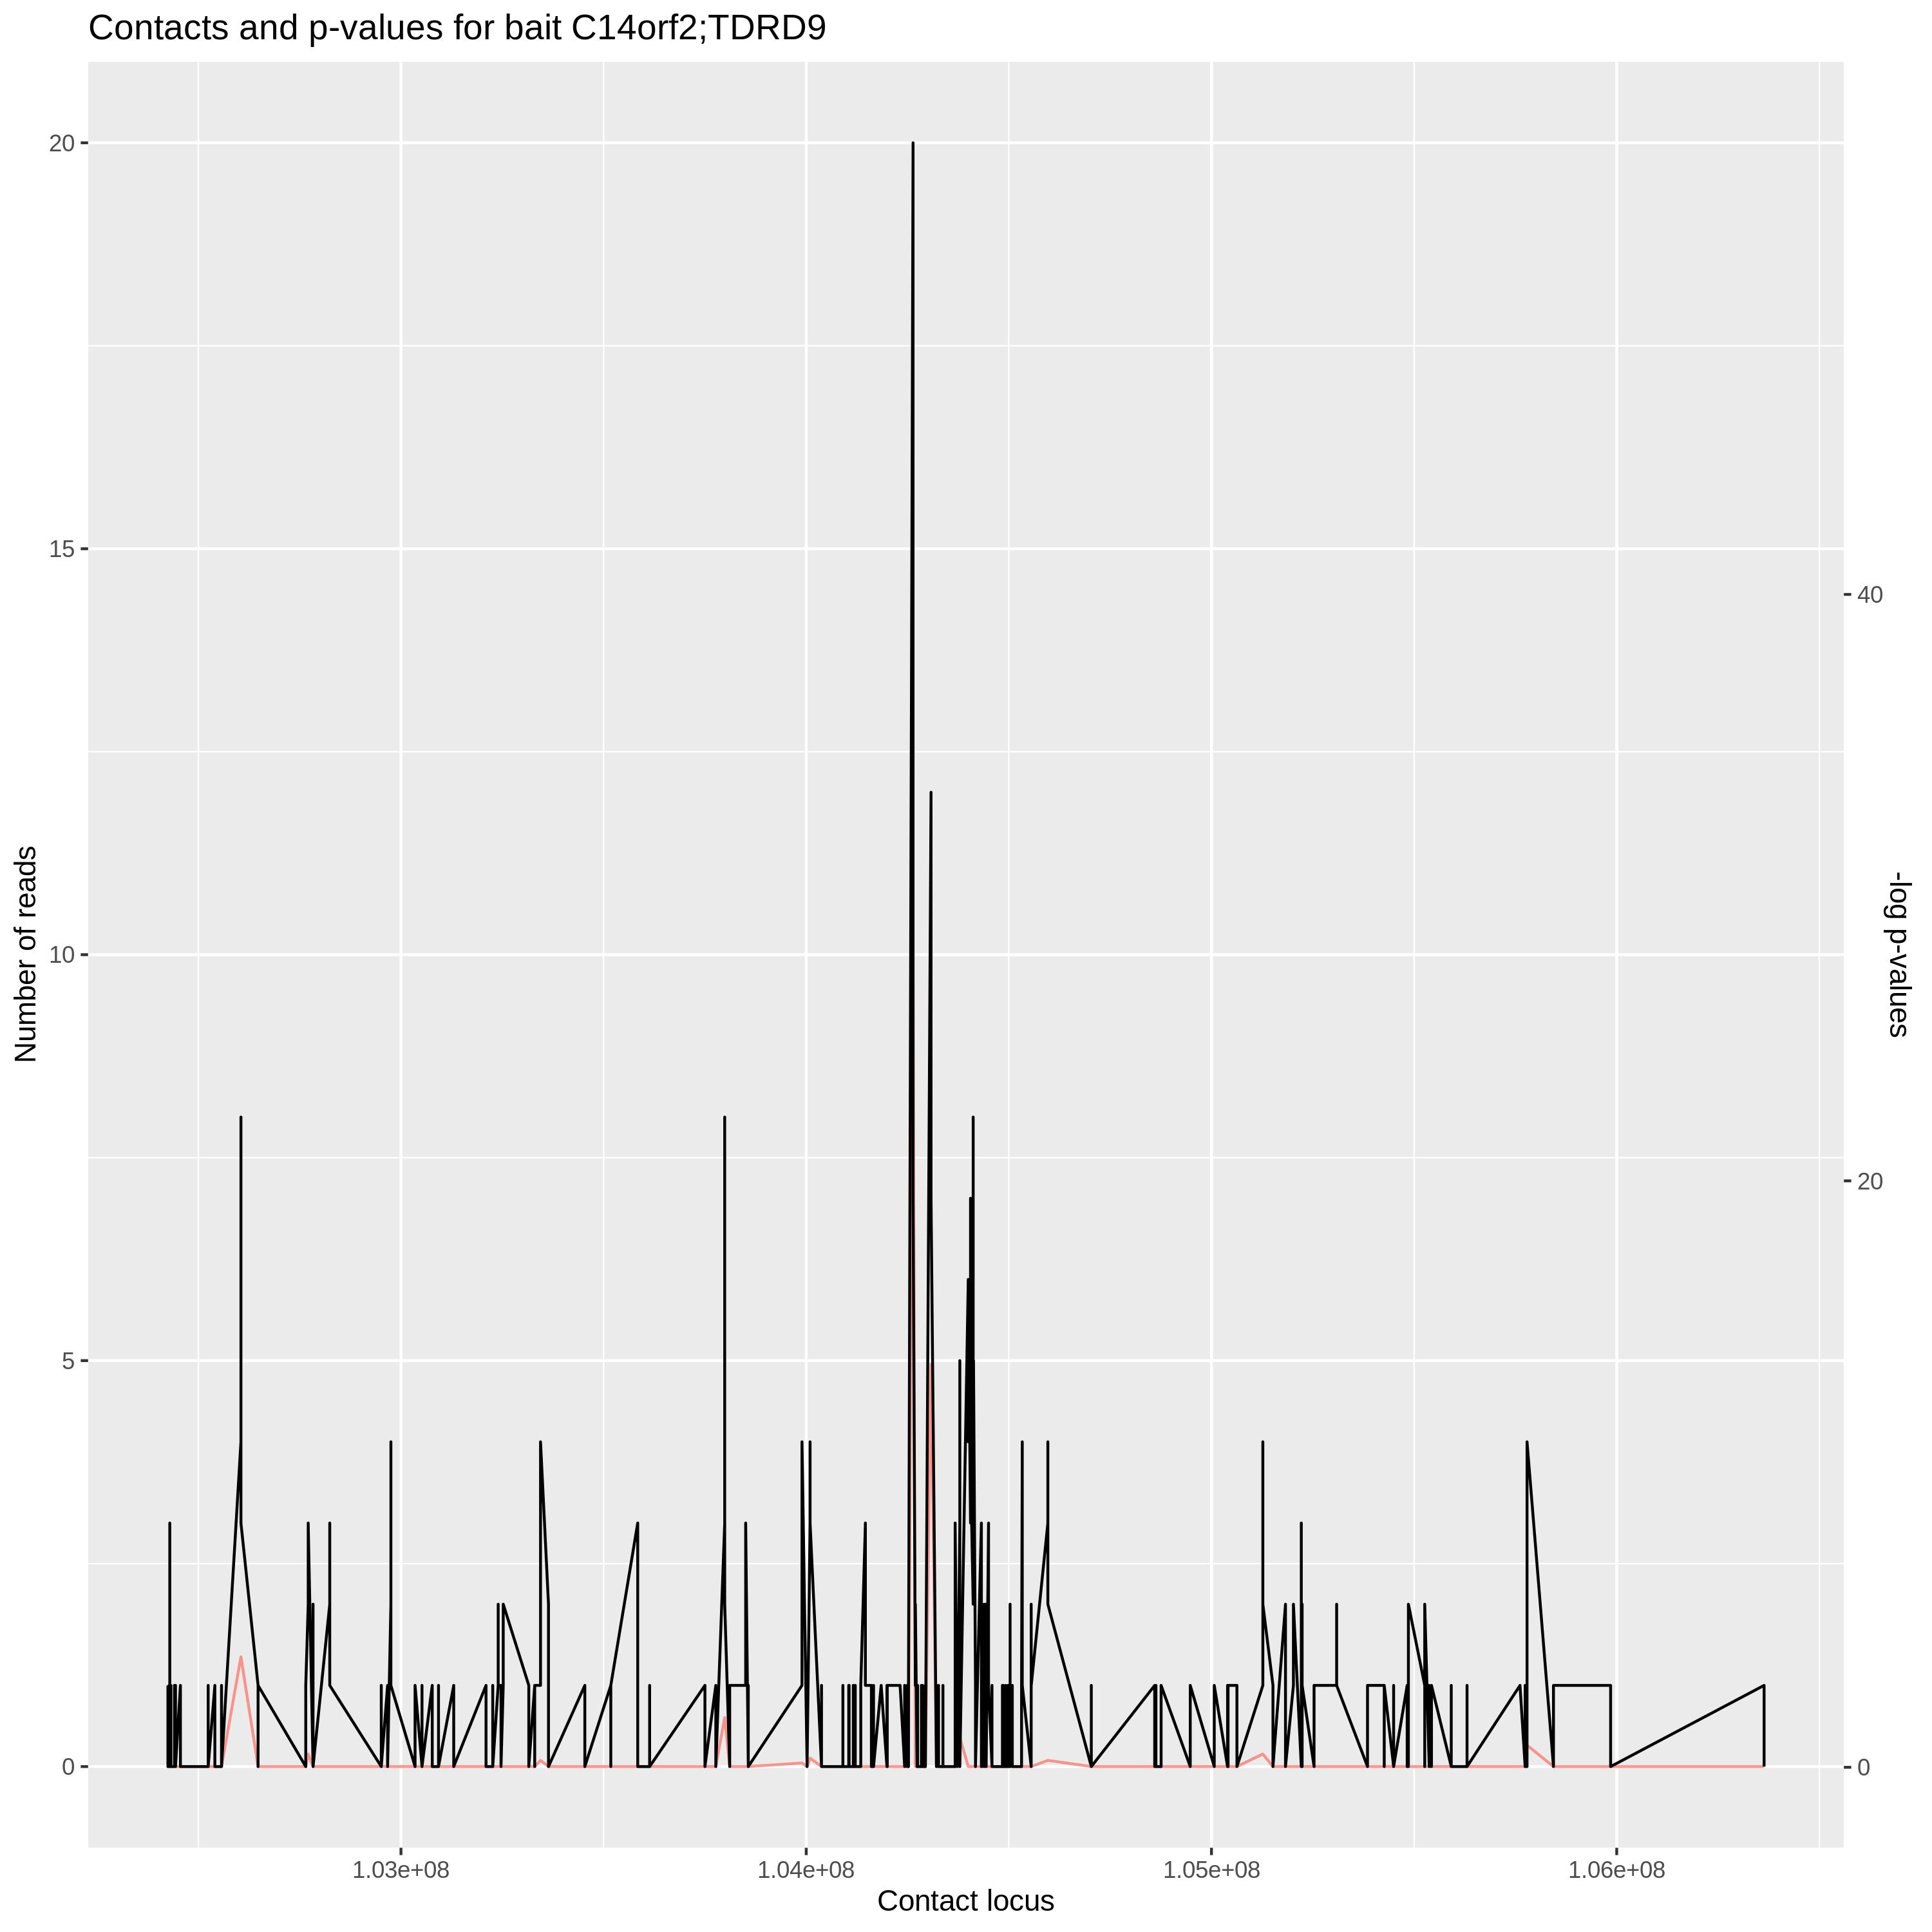 Contacts and p-values for bait C14orf2;TDRD9
20
15
10
5
0
Number of reads
40
20
0
-log p-values
1.03e+08 1.04e+08 1.05e+08 1.06e+08
Contact locus